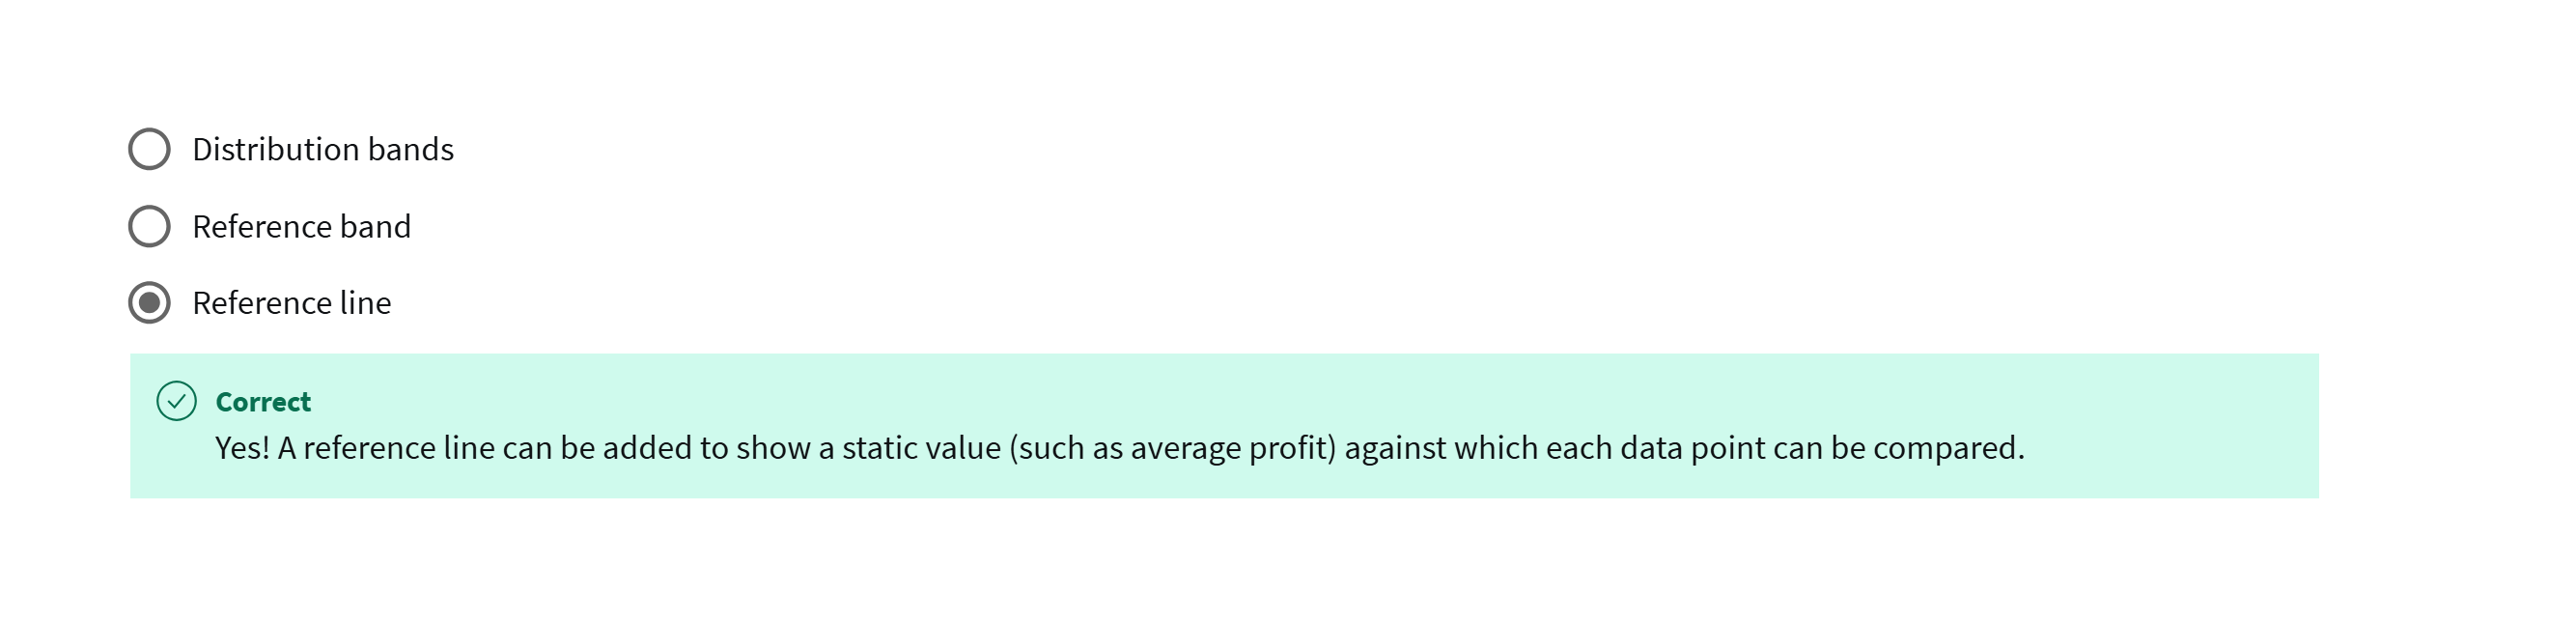 Distribution bands
Reference band
Reference line
Correct
Yes! A reference line can be added to show a static value (such as average profit) against which each data point can be compared.